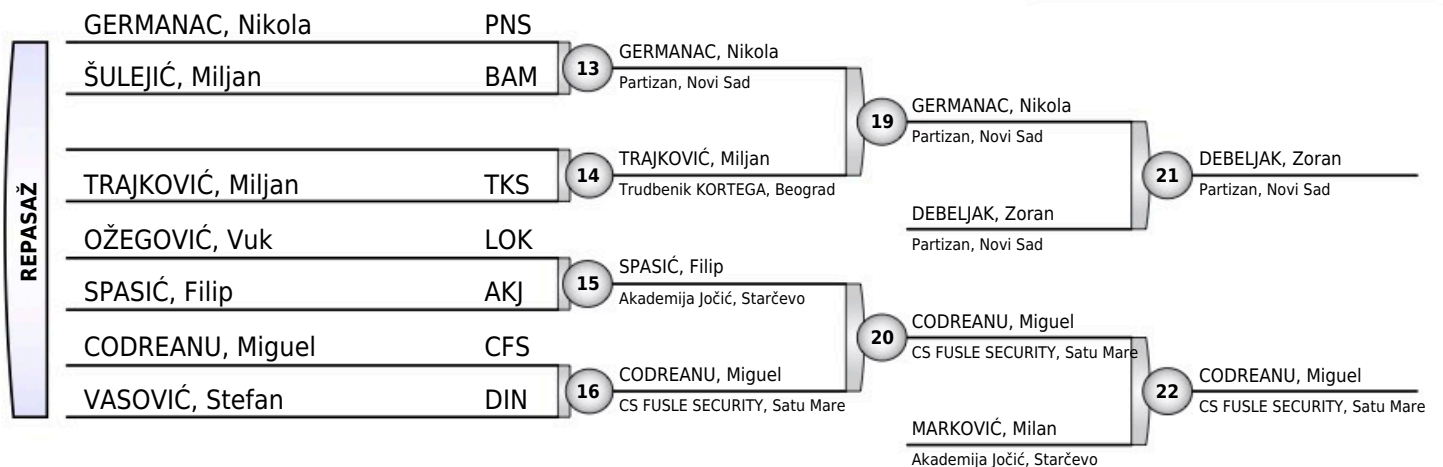 REPASAŽ
GERMANAC, Nikola PNS
ŠULEJIĆ, Miljan BAM
TRAJKOVIĆ, Miljan TKS
OŽEGOVIĆ, Vuk LOK
SPASIĆ, Filip AKJ
CODREANU, Miguel CFS
VASOVIĆ, Stefan DIN
13
GERMANAC, Nikola
Partizan, Novi Sad
14
TRAJKOVIĆ, Miljan
Trudbenik KORTEGA, Beograd
15
SPASIĆ, Filip
Akademija Jočić, Starčevo
16
CODREANU, Miguel
CS FUSLE SECURITY, Satu Mare
19
GERMANAC, Nikola
Partizan, Novi Sad
DEBELJAK, Zoran
Partizan, Novi Sad
20
CODREANU, Miguel
CS FUSLE SECURITY, Satu Mare
MARKOVIĆ, Milan
Akademija Jočić, Starčevo
21
DEBELJAK, Zoran
Partizan, Novi Sad
22
CODREANU, Miguel
CS FUSLE SECURITY, Satu Mare